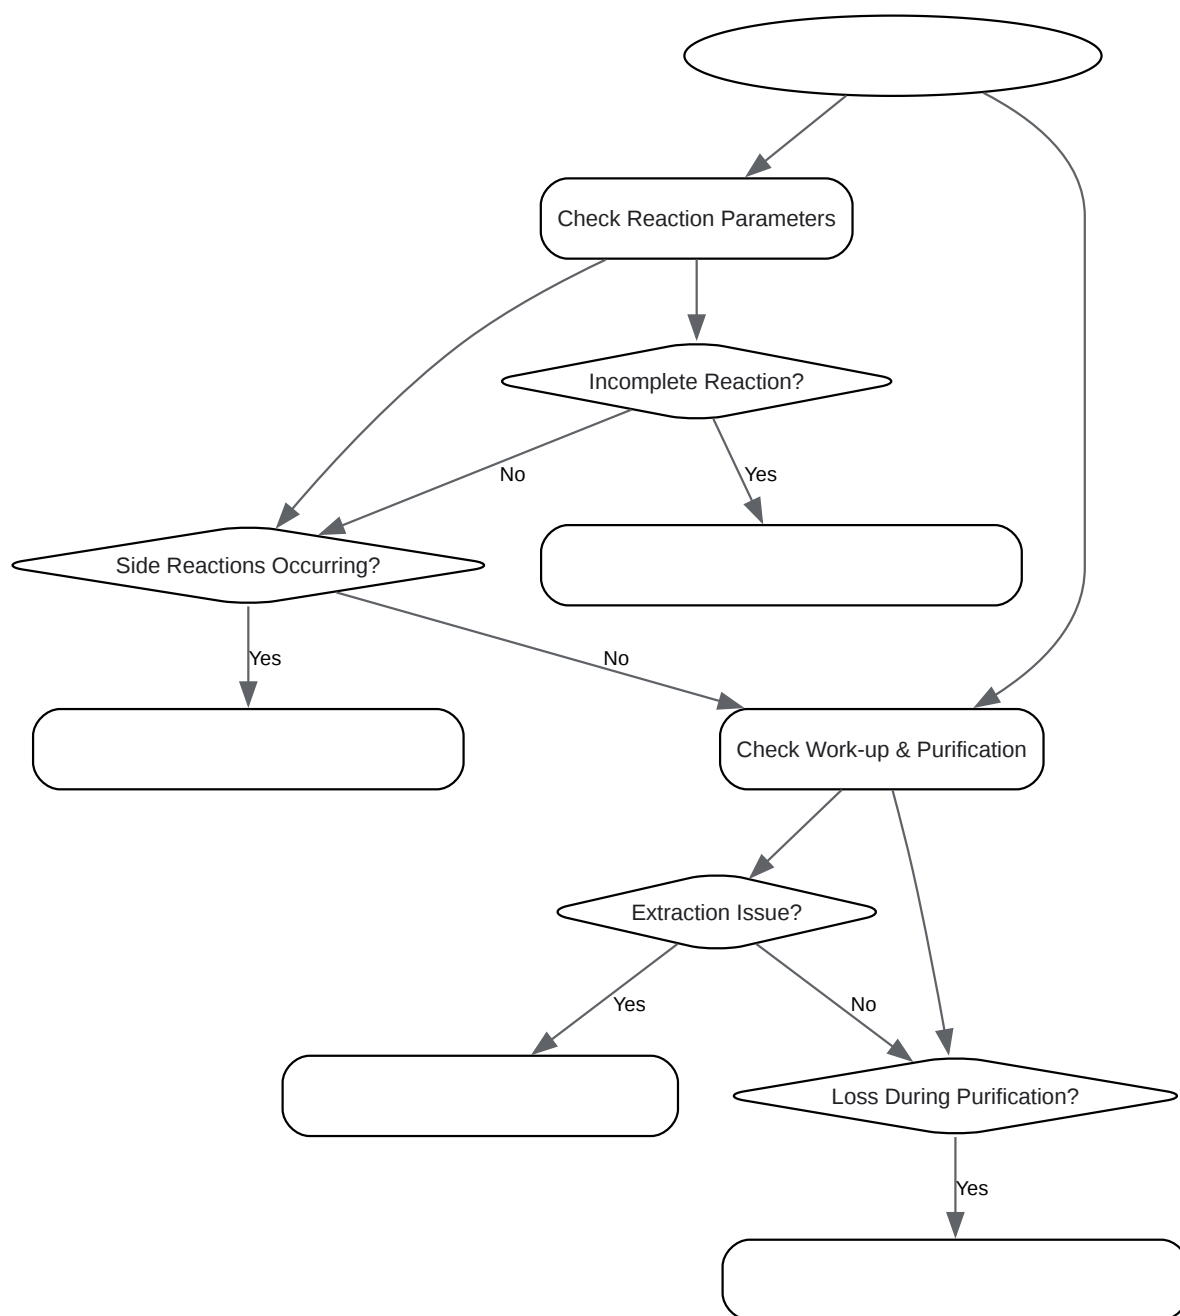 Check Reaction Parameters
Incomplete Reaction?
No
Yes
Side Reactions Occurring?
Yes
No
Check Work-up & Purification
Extraction Issue?
Yes
No
Loss During Purification?
Yes